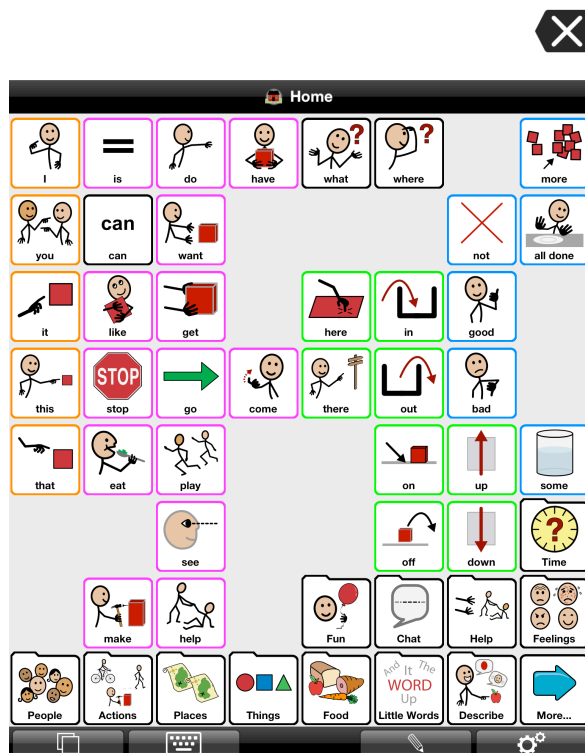 Home
I
is
do
have
what
where
more
you
can
can
want
not
all done
it
like
get
here
in
good
this
STOP
stop
go
come
there
out
bad
that
eat
play
on
up
some
see
off
down
Time
make
help
Fun
Chat
Help
Feelings
People
Actions
Places
Things
Food
And It The
WORD
Up
Little Words
Describe
More...